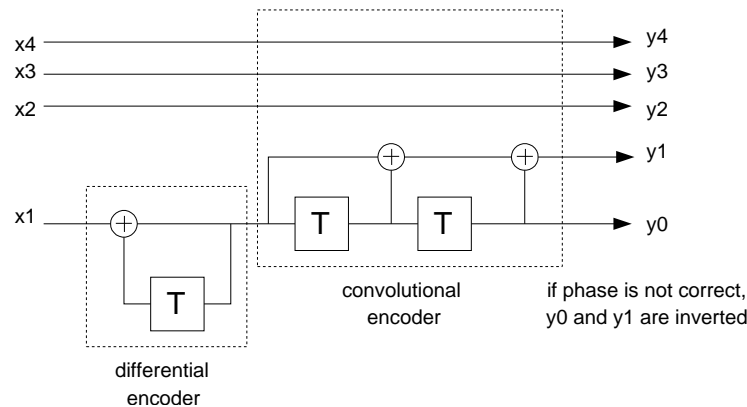 x4
y4
x3
y3
x2
y2
y1
x1
T
T
y0
T
convolutional
encoder
if phase is not correct,
y0 and y1 are inverted
differential
encoder